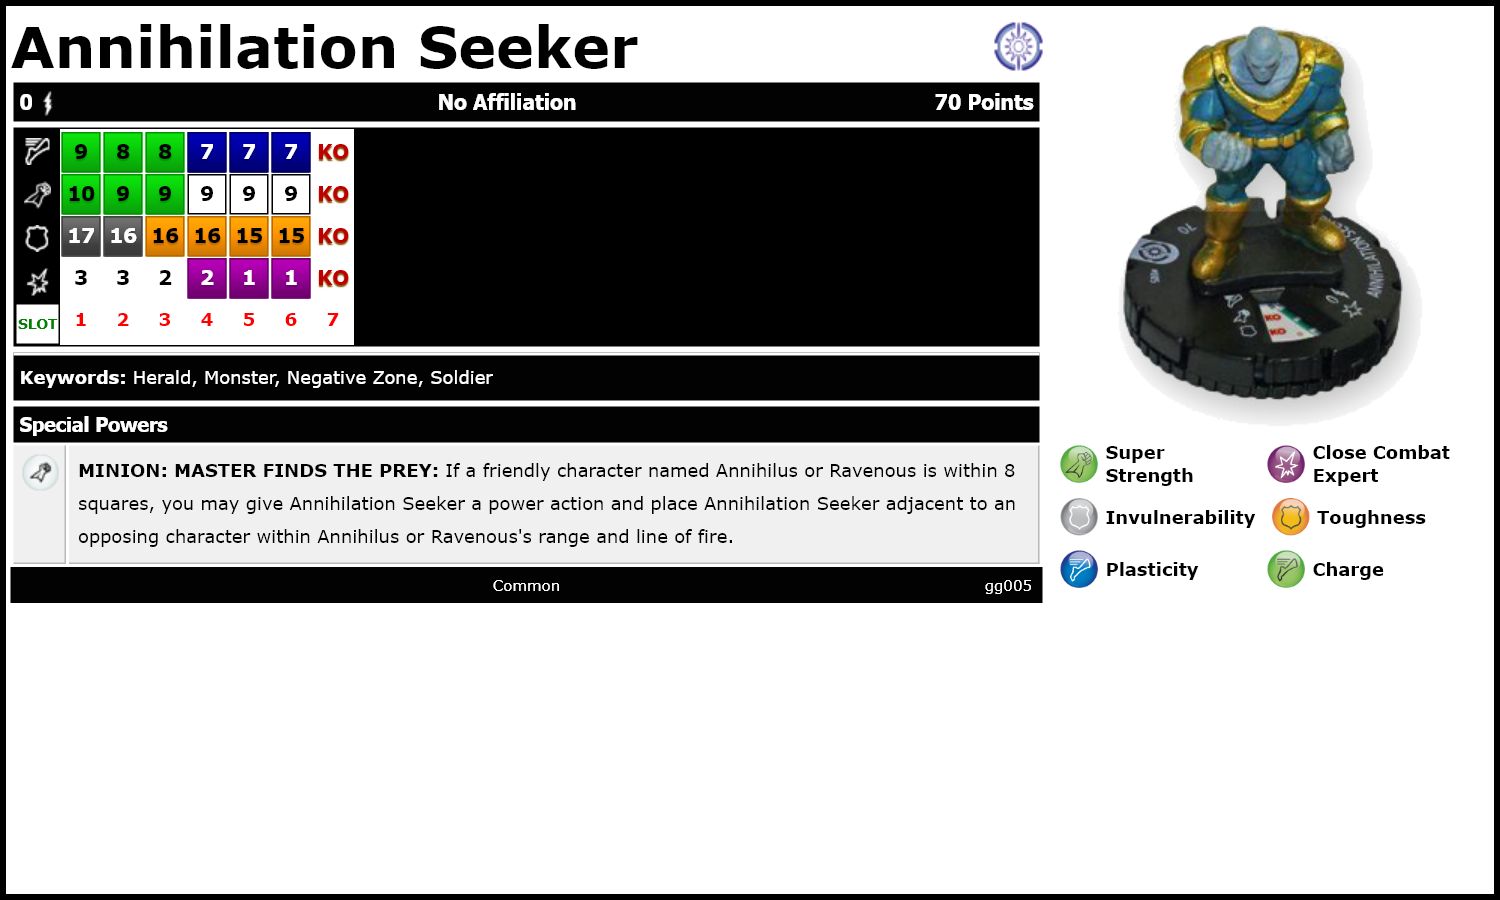 Annihilation Seeker
0 No Affiliation 70 Points
9 8 8 7 7 7 KO
10 9 9 9 9 9 KO
17 16 16 16 15 15 KO
3 3 2 2 1 1 KO
SLOT 1 2 3 4 5 6 7
Keywords: Herald, Monster, Negative Zone, Soldier
Special Powers
MINION: MASTER FINDS THE PREY: If a friendly character named Annihilus or Ravenous is within 8
squares, you may give Annihilation Seeker a power action and place Annihilation Seeker adjacent to an
opposing character within Annihilus or Ravenous's range and line of fire.
Common gg005
70
ANNIHILATION
0
KO
KO
Super
Strength
Close Combat
Expert
Invulnerability
Toughness
Plasticity
Charge